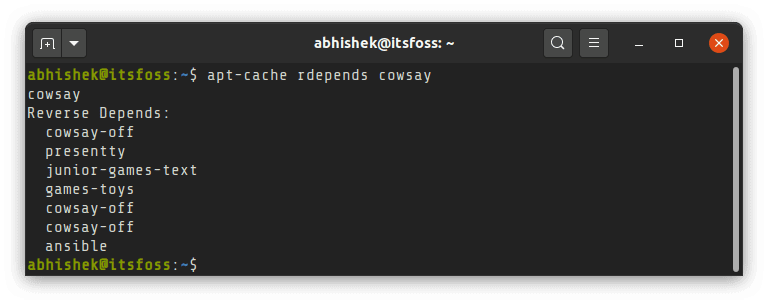 abhishek@itsfoss: ~
abhishek@itsfoss:~$ apt-cache rdepends cowsay
cowsay
Reverse Depends:
  cowsay-off
  presentty
  junior-games-text
  games-toys
  cowsay-off
  cowsay-off
  ansible
abhishek@itsfoss:~$